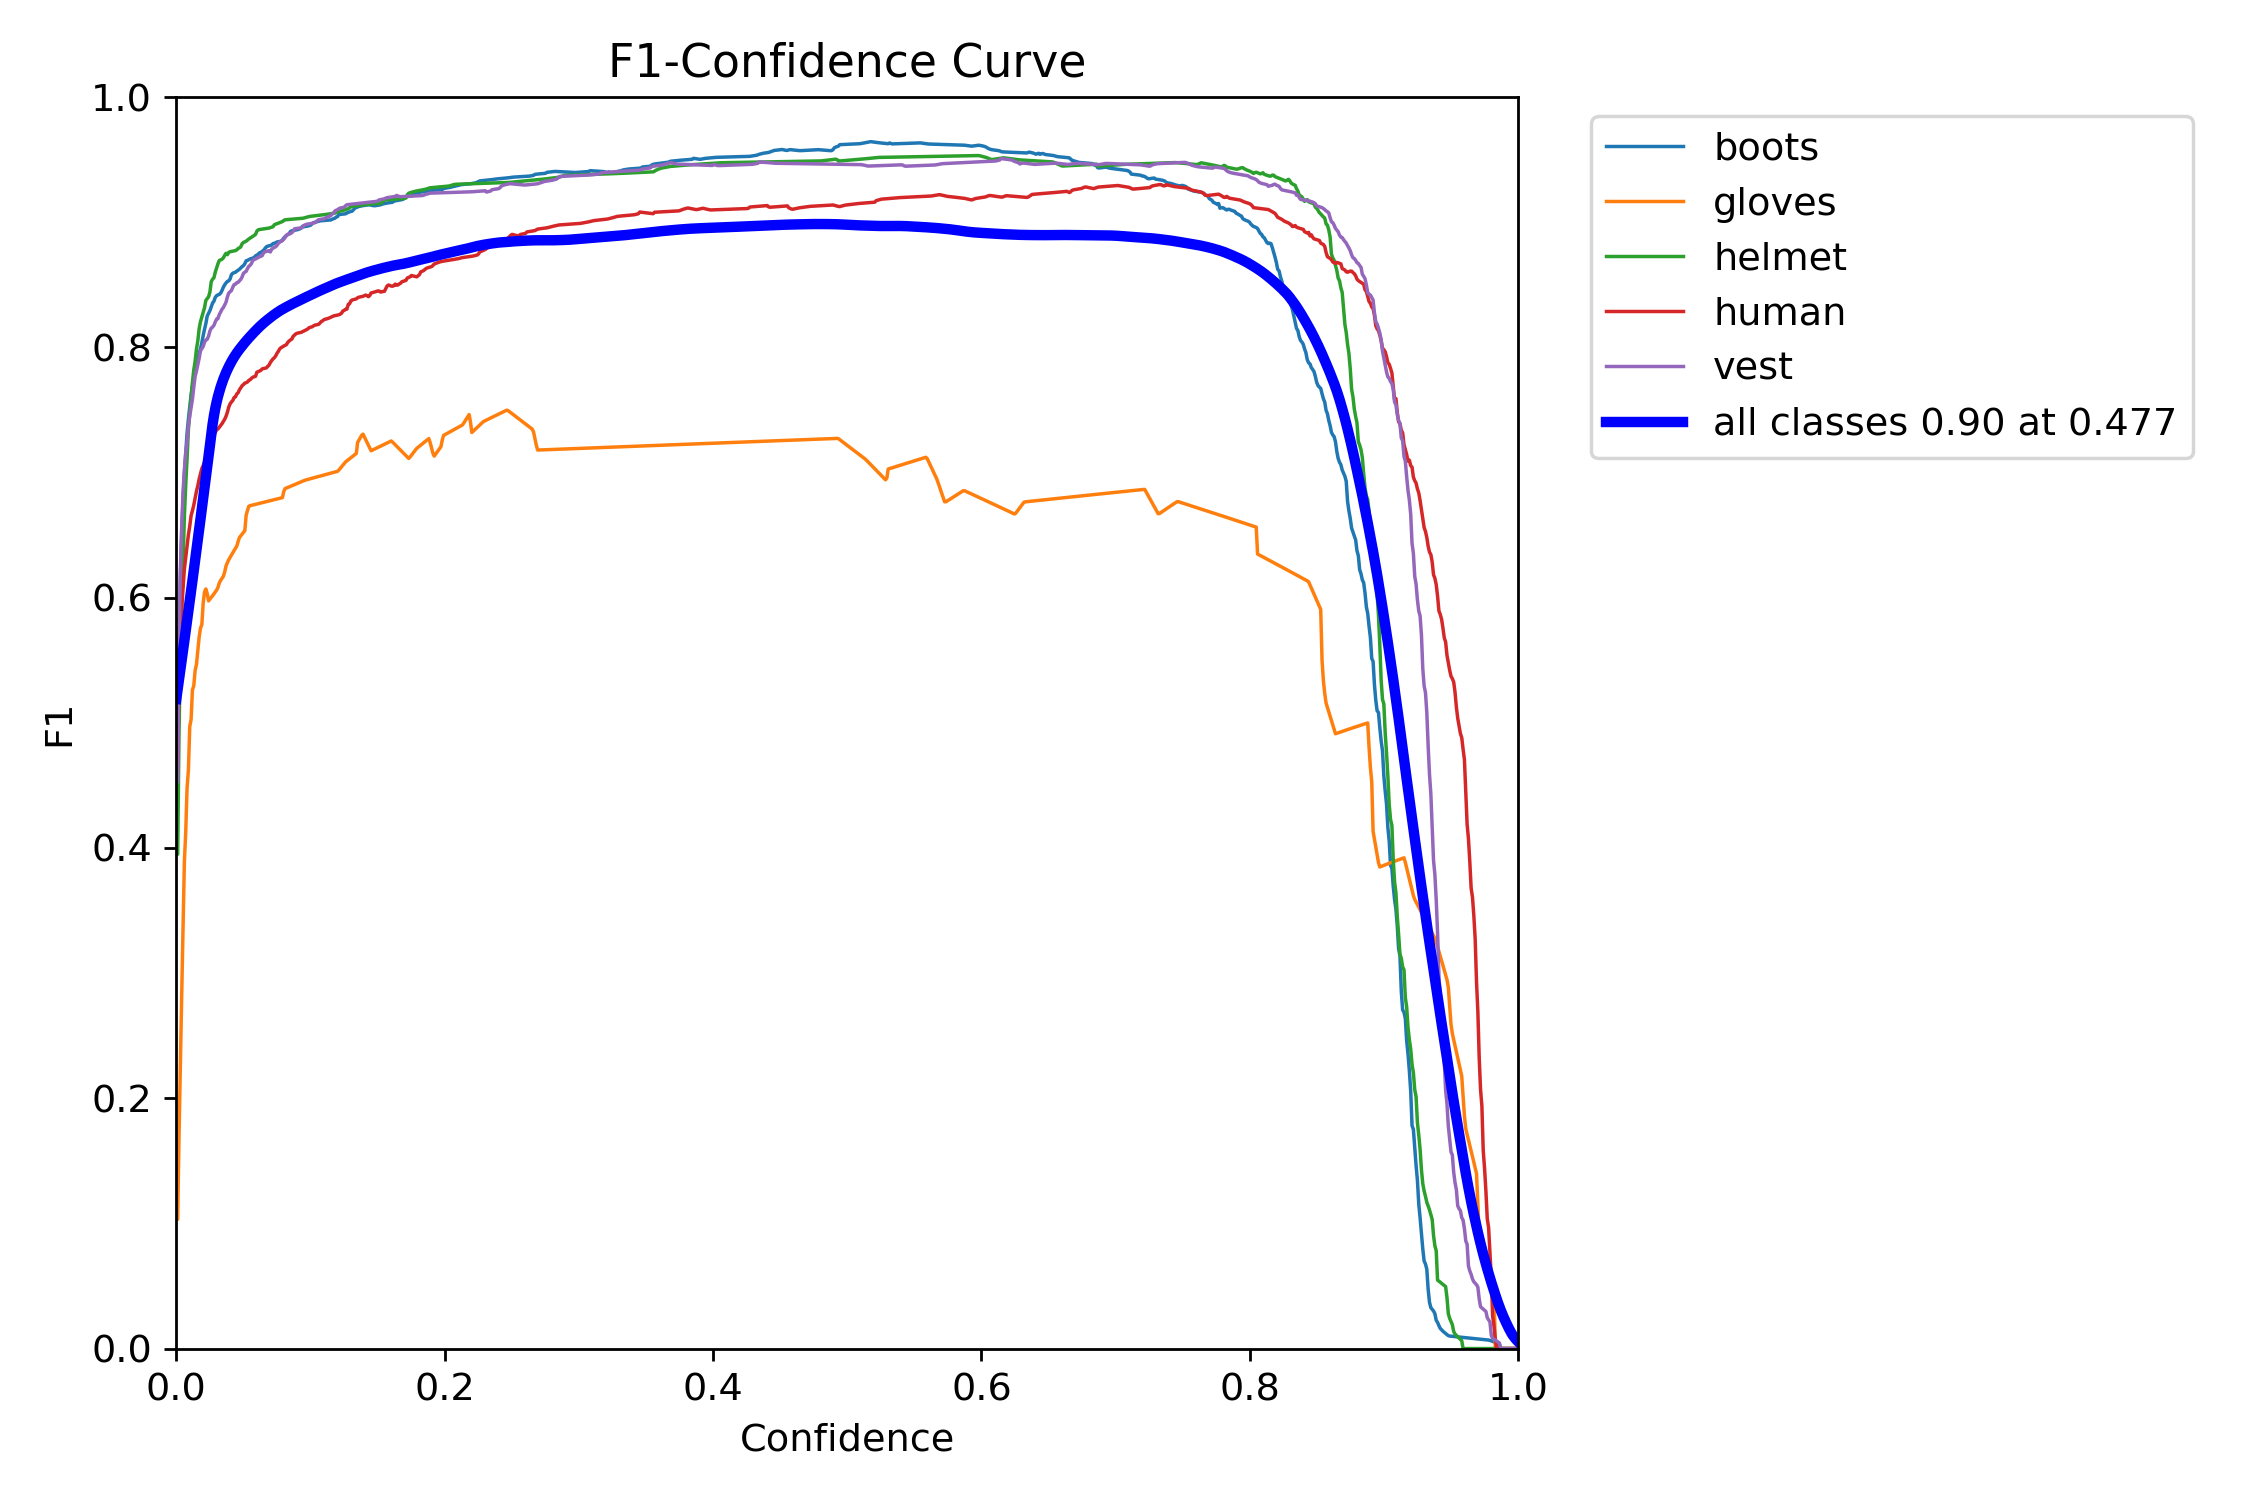 F1-Confidence Curve
1.0
0.8
0.6
0.4
0.2
0.0
F1
0.0 0.2 0.4 0.6 0.8 1.0
Confidence
boots
gloves
helmet
human
vest
all classes 0.90 at 0.477